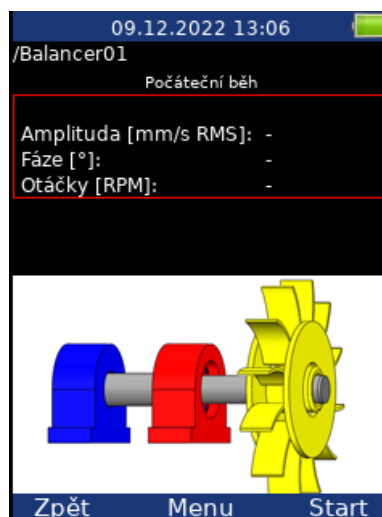 09.12.2022 13:06
/Balancer01
Počáteční běh
Amplituda [mm/s RMS]: -
Fáze [°]: -
Otáčky [RPM]: -
Zpět Menu Start